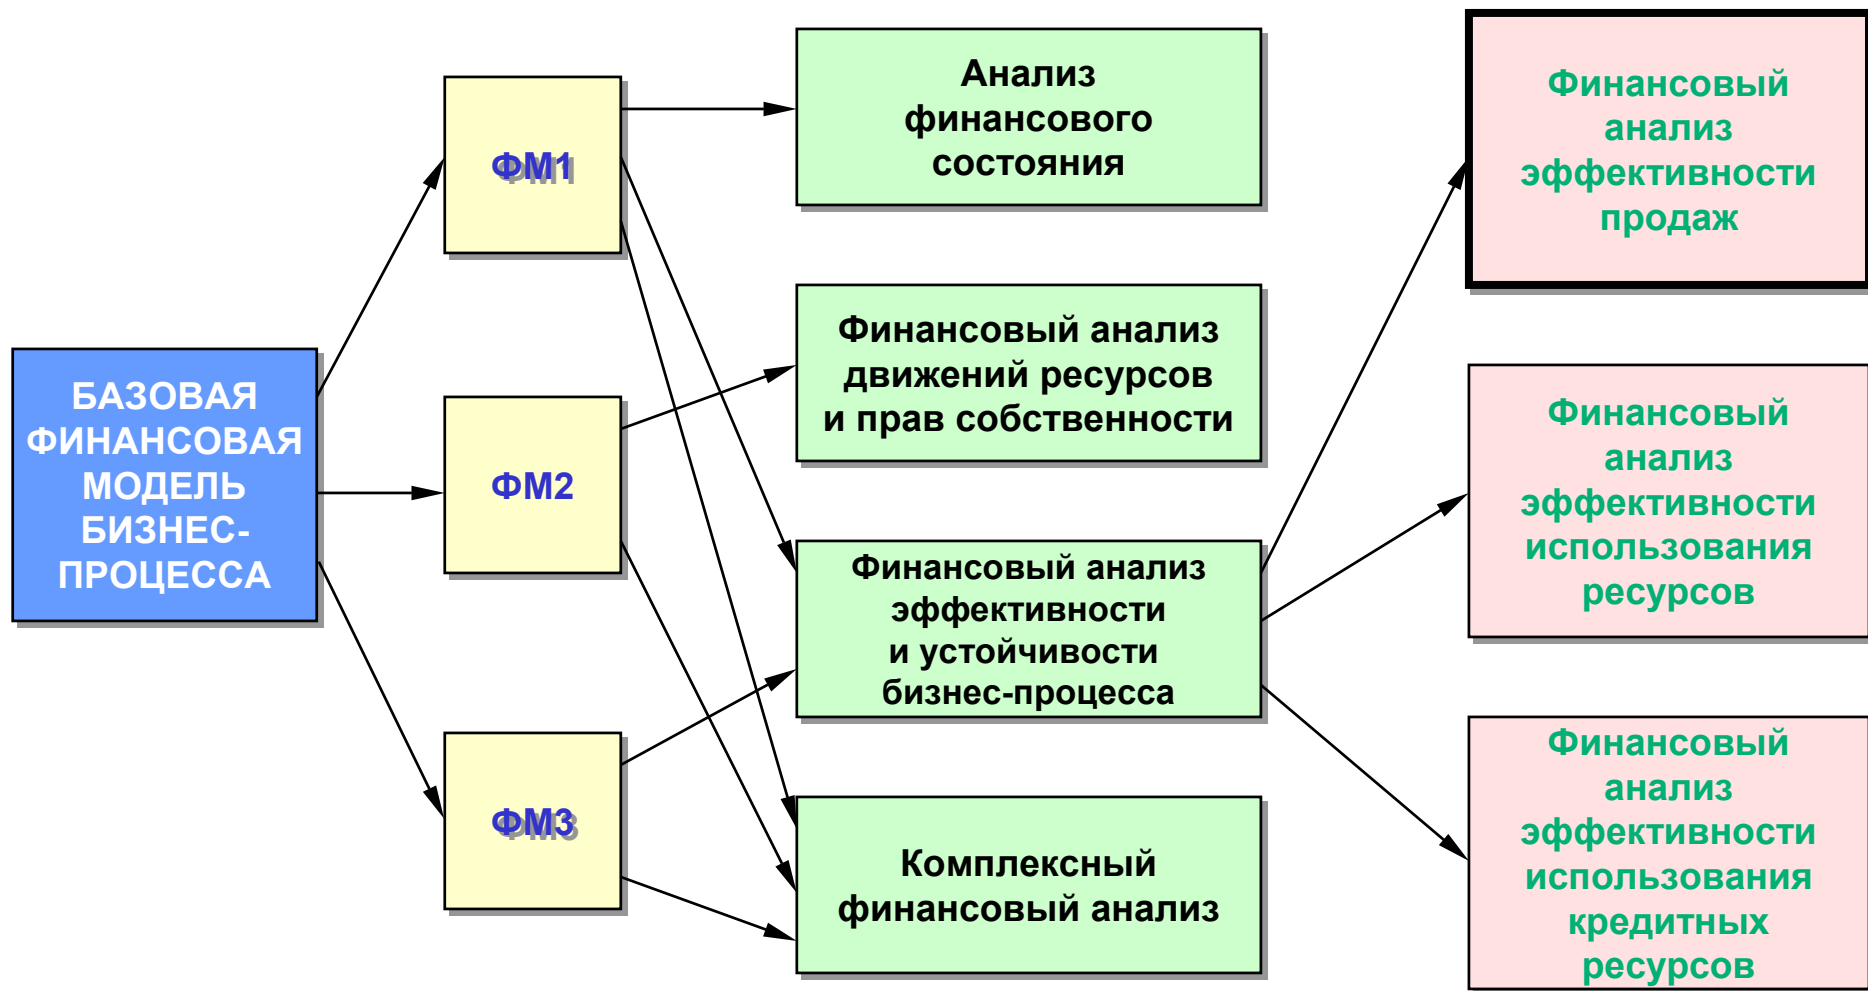 БАЗОВАЯ
ФИНАНСОВАЯ
МОДЕЛЬ
БИЗНЕС-
ПРОЦЕССА
ФМ1
ФМ2
ФМ3
Анализ
финансового
состояния
Финансовый анализ
движений ресурсов
и прав собственности
Финансовый анализ
эффективности
и устойчивости
бизнес-процесса
Комплексный
финансовый анализ
Финансовый
анализ
эффективности
продаж
Финансовый
анализ
эффективности
использования
ресурсов
Финансовый
анализ
эффективности
использования
кредитных
ресурсов